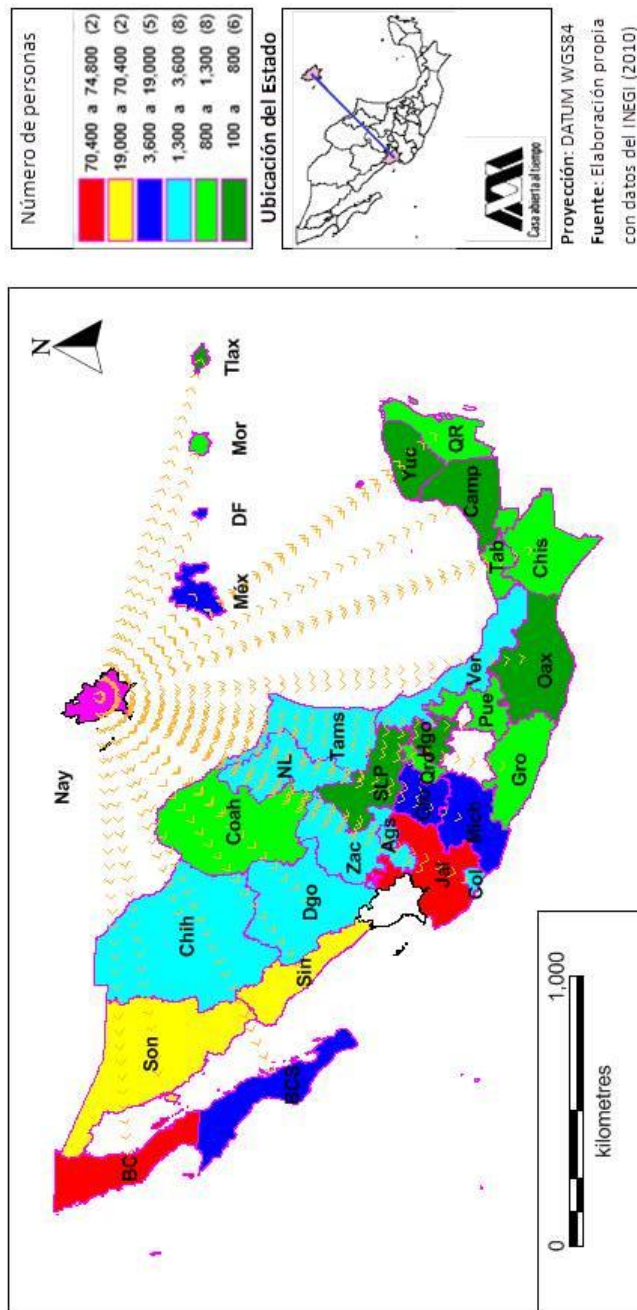 N
Nay
Méx
DF
Mor
Tlax
BC
Son
Chih
Coah
NL
Tams
BCS
Sin
Dgo
Zac
SLP
Ags
Jal
Col
Mich
Qro
Hgo
Ver
Pue
Gro
Oax
Tab
Chis
Camp
Yuc
QR
0
1,000
kilometres
Número de personas
70,400 a 74,800 (2)
19,000 a 70,400 (2)
3,600 a 19,000 (5)
1,300 a 3,600 (8)
800 a 1,300 (8)
100 a 800 (6)
Ubicación del Estado
Casa abierta al tiempo
Proyección: DATUM WGS84
Fuente: Elaboración propia
con datos del INEGI (2010)